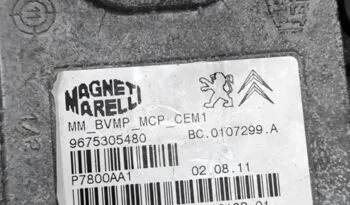 MAGNETI
MARELLI
MM_BVMP_MCP_CEM1
9675305480 BC.0107299.A
P7800AA1 02.08.11